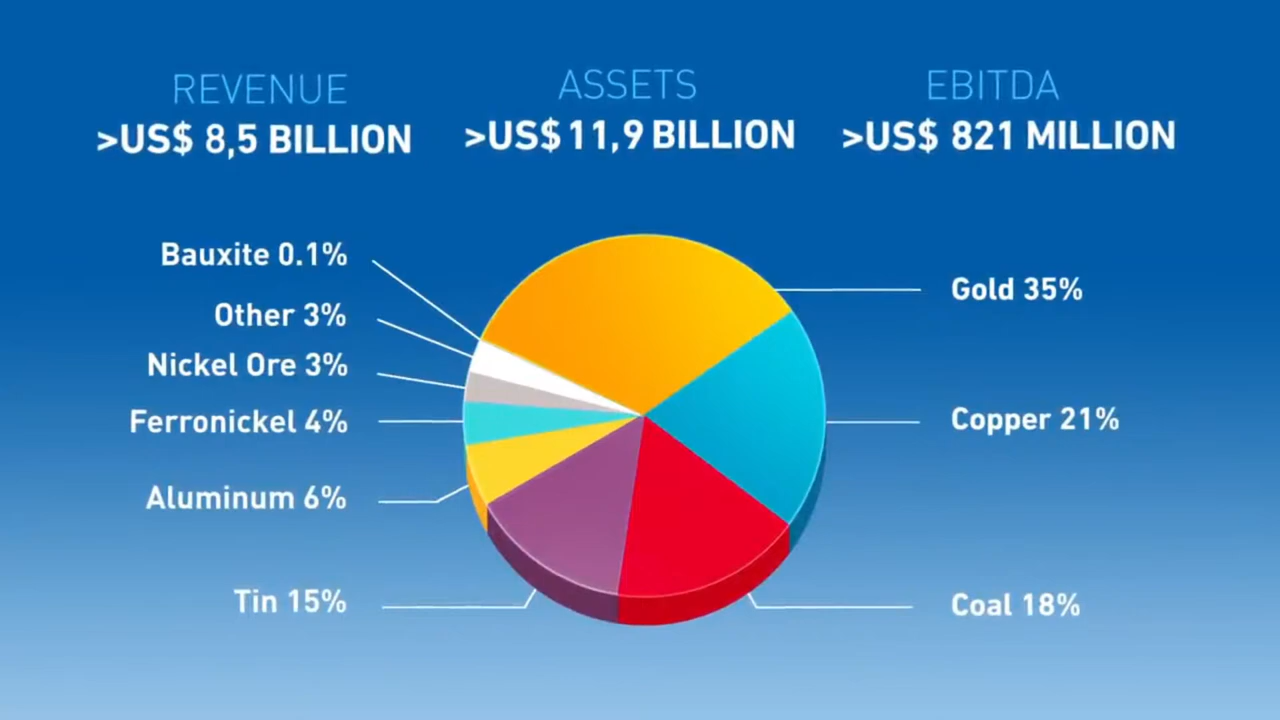 REVENUE
>US$ 8,5 BILLION
ASSETS
>US$ 11,9 BILLION
EBITDA
>US$ 821 MILLION
Bauxite 0.1%
Other 3%
Nickel Ore 3%
Ferronickel 4%
Aluminum 6%
Tin 15%
Gold 35%
Copper 21%
Coal 18%